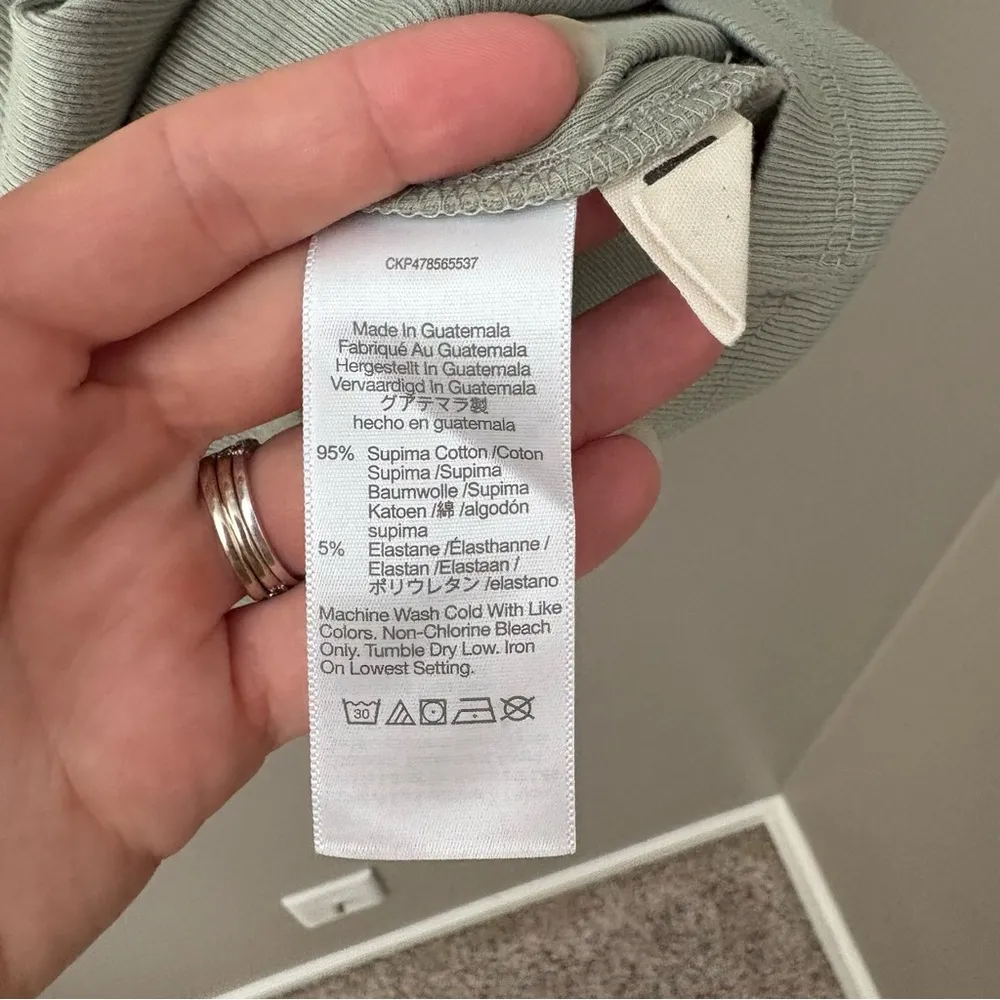 CKP478565537
Made In Guatemala
Fabriqué Au Guatemala
Hergestellt In Guatemala
Vervaardigd In Guatemala
グアテマラ製
hecho en guatemala
95% Supima Cotton /Coton
Supima /Supima
Baumwolle /Supima
Katoen /綿 /algodón
supima
5% Elastane /Élasthanne /
Elastan /Elastaan /
ポリウレタン /elastano
Machine Wash Cold With Like
Colors. Non-Chlorine Bleach
Only. Tumble Dry Low. Iron
On Lowest Setting.
30